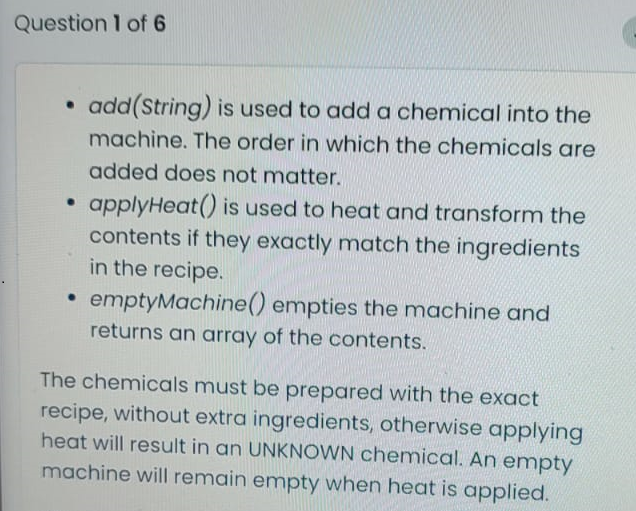 Question 1 of 6
• add(String) is used to add a chemical into the
machine. The order in which the chemicals are
added does not matter.
• applyHeat() is used to heat and transform the
contents if they exactly match the ingredients
in the recipe.
• emptyMachine() empties the machine and
returns an array of the contents.
The chemicals must be prepared with the exact
recipe, without extra ingredients, otherwise applying
heat will result in an UNKNOWN chemical. An empty
machine will remain empty when heat is applied.